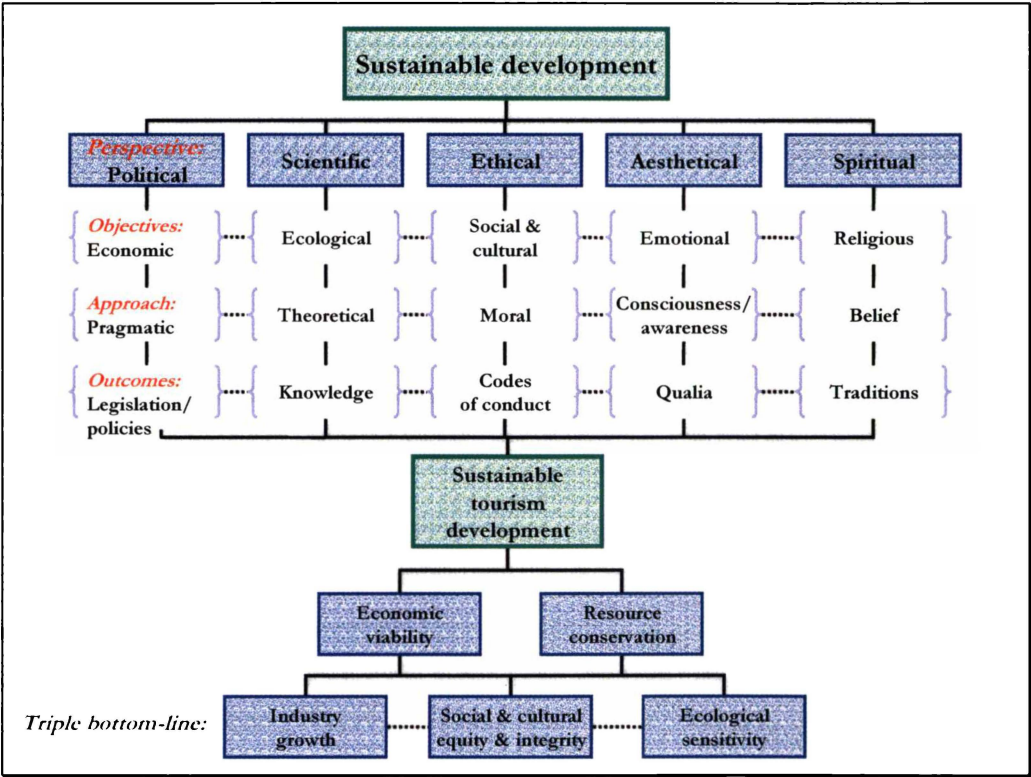 Sustainable development
Perspective:
Political
Scientific
Ethical
Aesthetical
Spiritual
Objectives:
Economic
Ecological
Social &
cultural
Emotional
Religious
Approach:
Pragmatic
Theoretical
Moral
Consciousness/
awareness
Belief
Outcomes:
Legislation/
policies
Knowledge
Codes
of conduct
Qualia
Traditions
Sustainable
tourism
development
Economic
viability
Resource
conservation
Triple bottom-line:
Industry
growth
Social & cultural
equity & integrity
Ecological
sensitivity